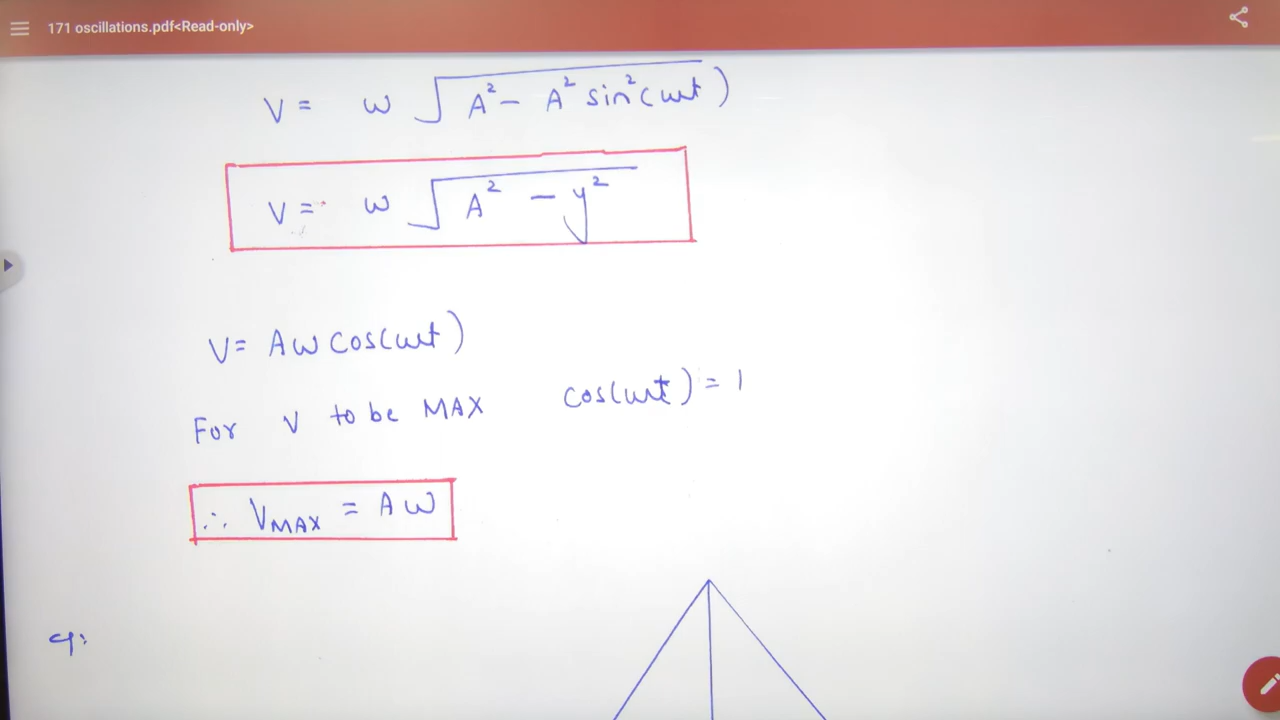 171 oscillations.pdf<Read-only>
V = ω √A² - A² sin²(ωt)
V = ω √A² - y²
V = Aω cos(ωt)
For V to be MAX cos(ωt) = 1
∴ VMAX = Aω